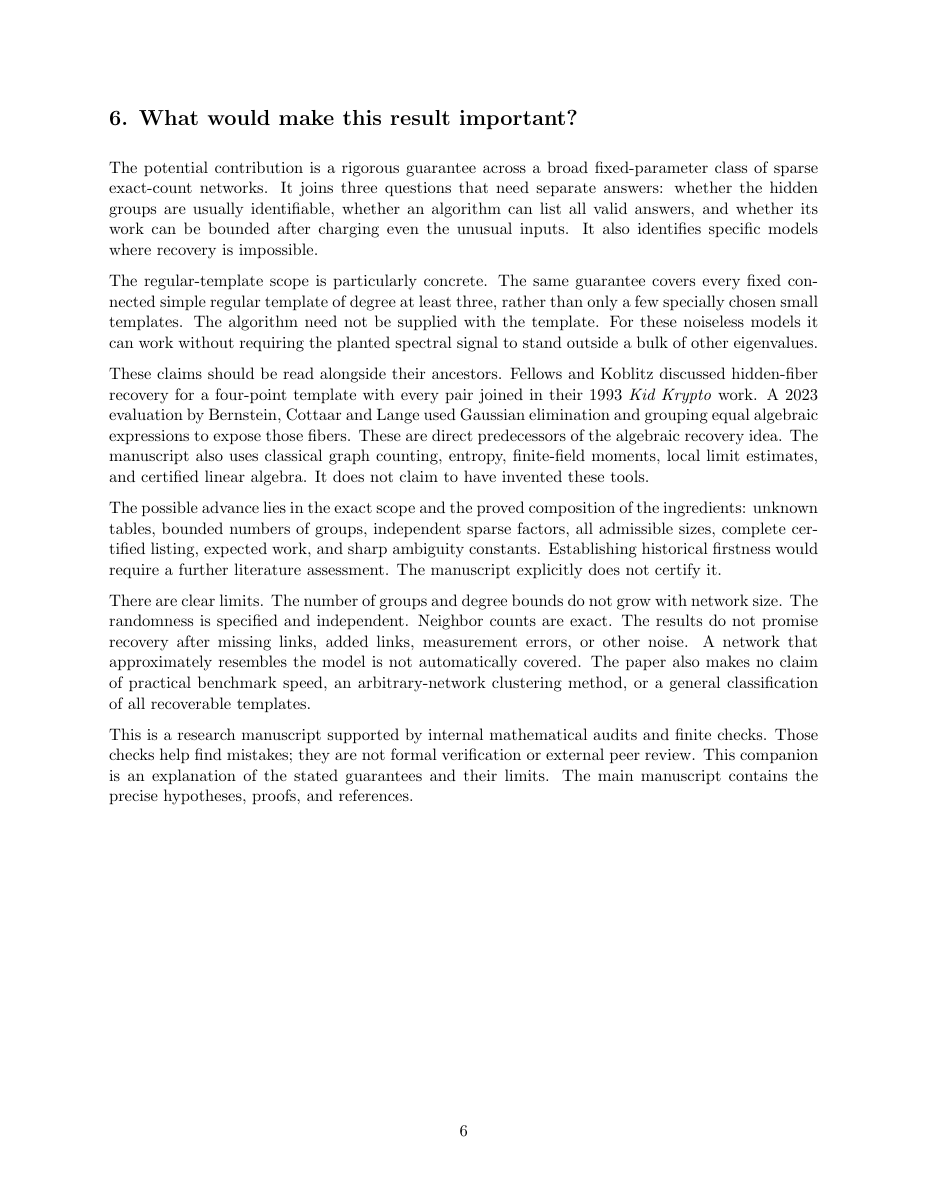 6. What would make this result important?
The potential contribution is a rigorous guarantee across a broad fixed-parameter class of sparse
exact-count networks. It joins three questions that need separate answers: whether the hidden
groups are usually identifiable, whether an algorithm can list all valid answers, and whether its
work can be bounded after charging even the unusual inputs. It also identifies specific models
where recovery is impossible.
The regular-template scope is particularly concrete. The same guarantee covers every fixed con-
nected simple regular template of degree at least three, rather than only a few specially chosen small
templates. The algorithm need not be supplied with the template. For these noiseless models it
can work without requiring the planted spectral signal to stand outside a bulk of other eigenvalues.
These claims should be read alongside their ancestors. Fellows and Koblitz discussed hidden-fiber
recovery for a four-point template with every pair joined in their 1993 Kid Krypto work. A 2023
evaluation by Bernstein, Cottaar and Lange used Gaussian elimination and grouping equal algebraic
expressions to expose those fibers. These are direct predecessors of the algebraic recovery idea. The
manuscript also uses classical graph counting, entropy, finite-field moments, local limit estimates,
and certified linear algebra. It does not claim to have invented these tools.
The possible advance lies in the exact scope and the proved composition of the ingredients: unknown
tables, bounded numbers of groups, independent sparse factors, all admissible sizes, complete cer-
tified listing, expected work, and sharp ambiguity constants. Establishing historical firstness would
require a further literature assessment. The manuscript explicitly does not certify it.
There are clear limits. The number of groups and degree bounds do not grow with network size. The
randomness is specified and independent. Neighbor counts are exact. The results do not promise
recovery after missing links, added links, measurement errors, or other noise. A network that
approximately resembles the model is not automatically covered. The paper also makes no claim
of practical benchmark speed, an arbitrary-network clustering method, or a general classification
of all recoverable templates.
This is a research manuscript supported by internal mathematical audits and finite checks. Those
checks help find mistakes; they are not formal verification or external peer review. This companion
is an explanation of the stated guarantees and their limits. The main manuscript contains the
precise hypotheses, proofs, and references.
6